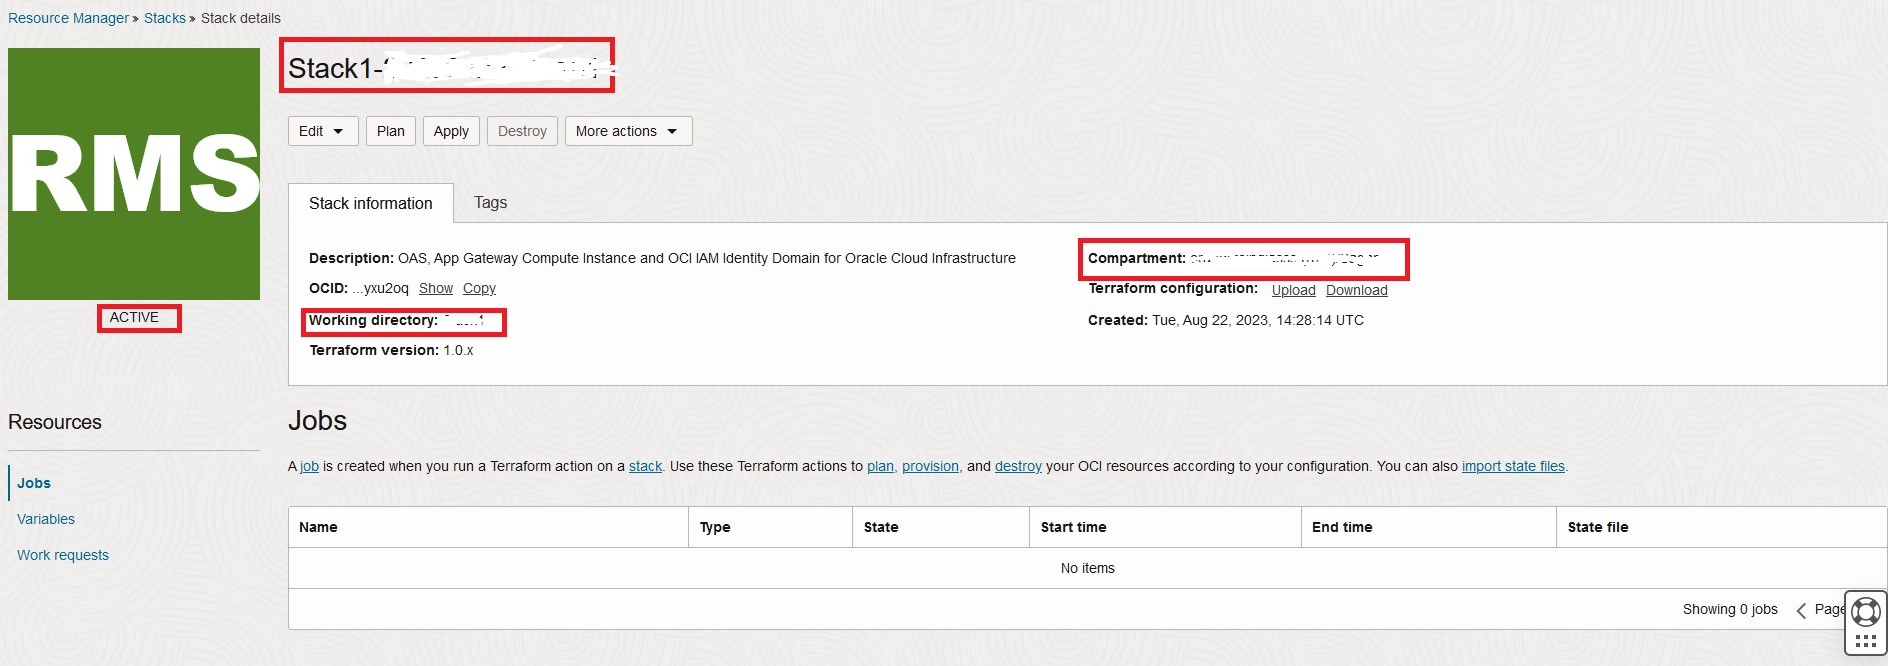 Resource Manager » Stacks » Stack details
RMS
ACTIVE
Stack1-
Edit Plan Apply Destroy More actions
Stack information Tags
Description: OAS, App Gateway Compute Instance and OCI IAM Identity Domain for Oracle Cloud Infrastructure
OCID: ...yxu2oq Show Copy
Working directory:
Terraform version: 1.0.x
Compartment:
Terraform configuration: Upload Download
Created: Tue, Aug 22, 2023, 14:28:14 UTC
Resources
Jobs
Variables
Work requests
Jobs
A job is created when you run a Terraform action on a stack. Use these Terraform actions to plan, provision, and destroy your OCI resources according to your configuration. You can also import state files.
Name Type State Start time End time State file
No items
Showing 0 jobs Page